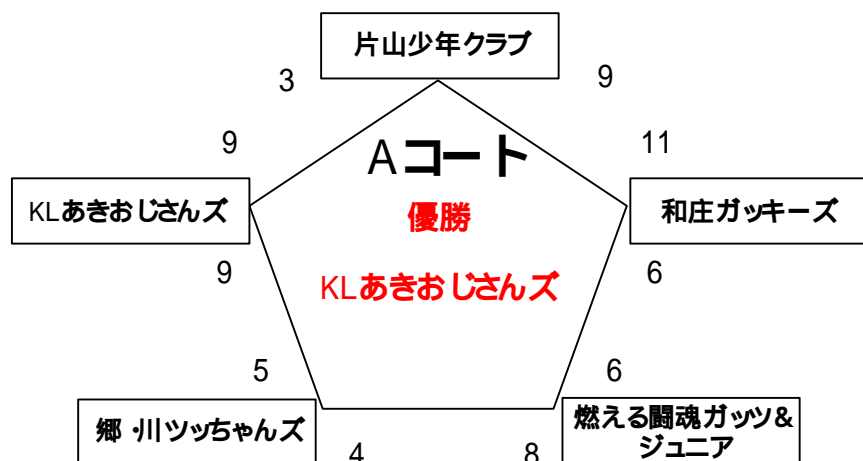 片山少年クラブ
3
9
9
Aコート
11
KLあきおじさんズ
優勝
和庄ガッキーズ
9
KLあきおじさんズ
6
5
6
郷・川ツッちゃんズ
燃える闘魂ガッツ&
ジュニア
4
8